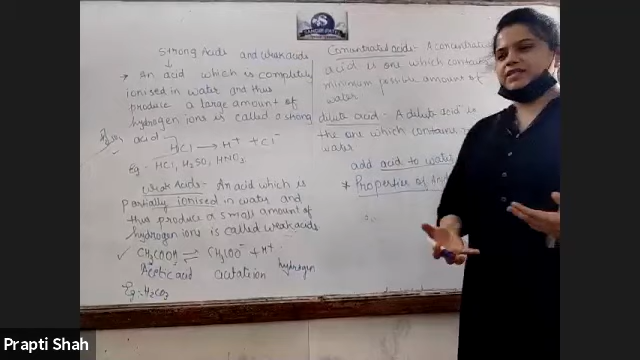 Strong Acids and weak acids
→ An acid which is completely
ionised in water and thus
produce a large amount of
hydrogen ions is called a strong
acid
HCl → H+ + Cl-
Eg - HCl, H2SO4, HNO3
Weak Acids - An acid which is
partially ionised in water and
thus produce a small amount of
hydrogen ions is called weak acids
✓ CH3COOH ⇌ CH3COO- + H+
Acetic acid acetate ion hydrogen
Eg - H2CO3
Concentrated acids - A concentrated
acid is one which contains
minimum possible amount of
water
dilute acid - A dilute acid is
the one which contains
water
add acid to water
* Properties of
Prapti Shah